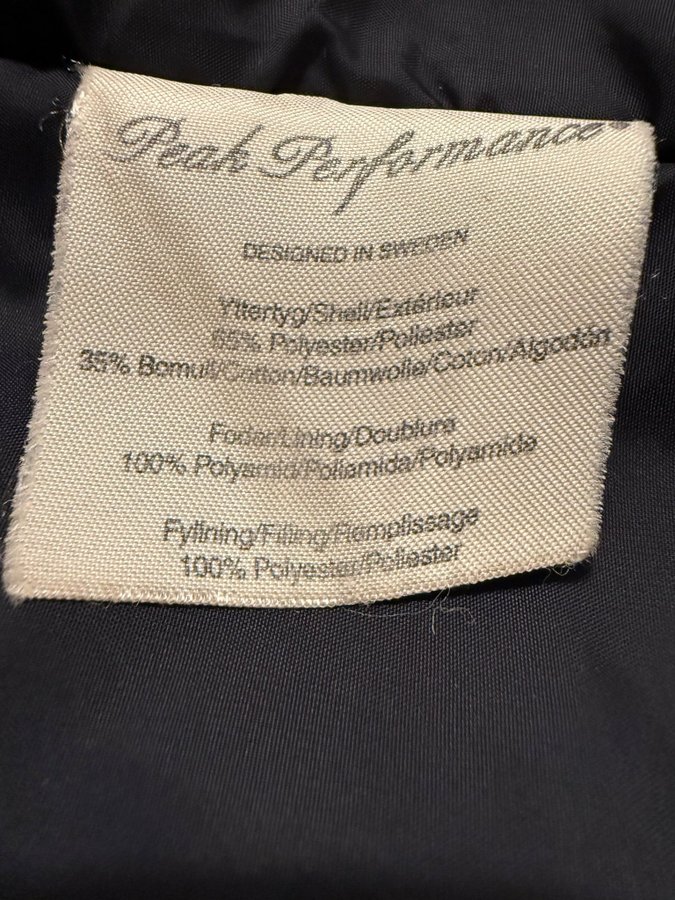 Peak Performance®
DESIGNED IN SWEDEN
Yttertyg/Shell/Extérieur
65% Polyester/Poliester
35% Bomull/Cotton/Baumwolle/Coton/Algodón
Foder/Lining/Doublure
100% Polyamid/Poliamida/Polyamide
Fyllning/Filling/Remplissage
100% Polyester/Poliester